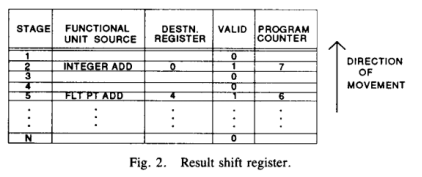 STAGE FUNCTIONAL UNIT SOURCE DESTN. REGISTER VALID PROGRAM COUNTER
1 0
2 INTEGER ADD 0 1 7
3 0
4 0
5 FLT PT ADD 4 1 6
. . . . .
. . . . .
. . . . .
N 0
DIRECTION
OF
MOVEMENT
Fig. 2. Result shift register.